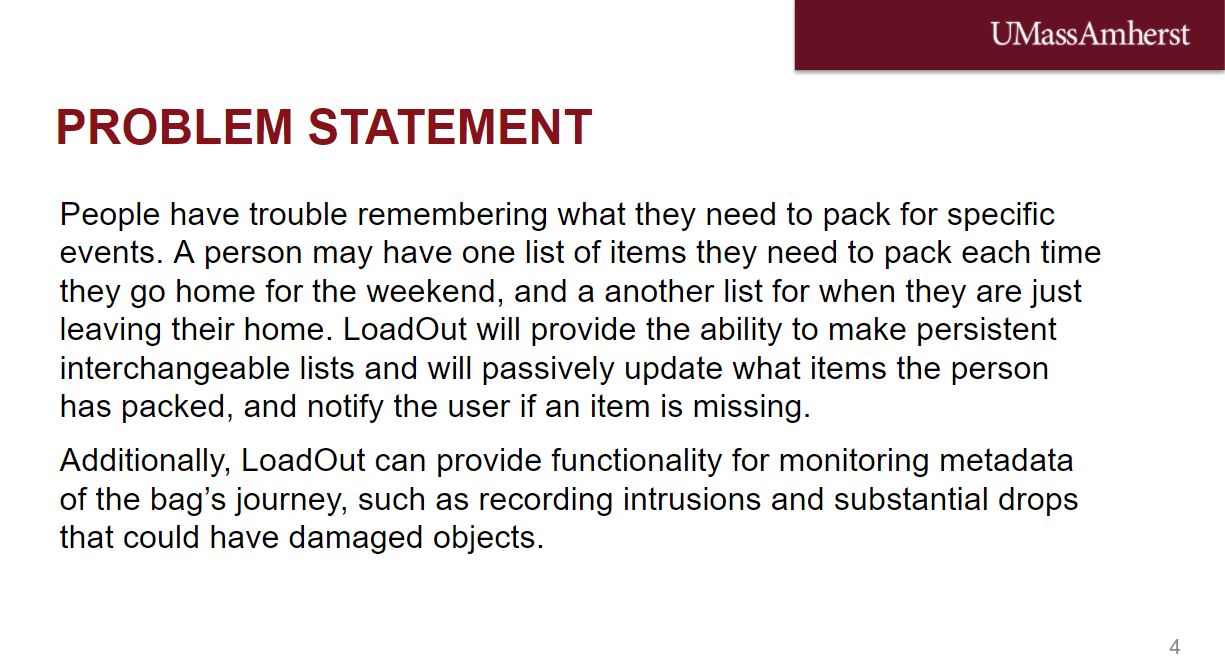 UMassAmherst
PROBLEM STATEMENT
People have trouble remembering what they need to pack for specific
events. A person may have one list of items they need to pack each time
they go home for the weekend, and a another list for when they are just
leaving their home. LoadOut will provide the ability to make persistent
interchangeable lists and will passively update what items the person
has packed, and notify the user if an item is missing.
Additionally, LoadOut can provide functionality for monitoring metadata
of the bag’s journey, such as recording intrusions and substantial drops
that could have damaged objects.
4